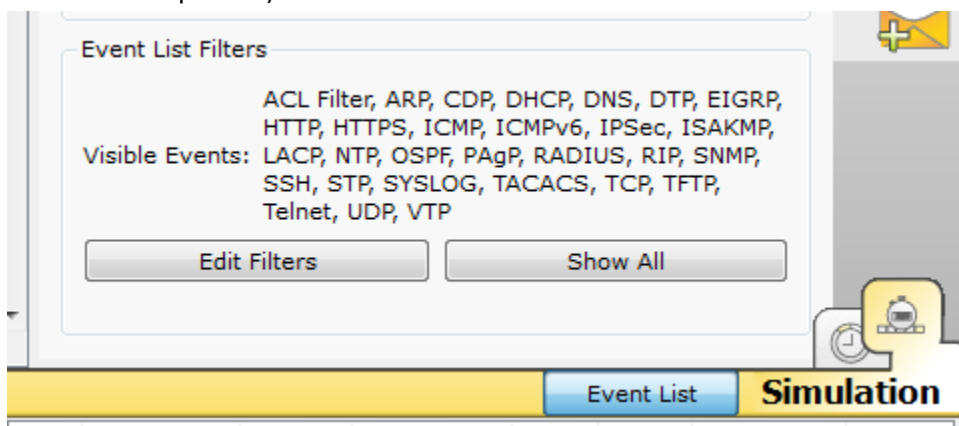 Event List Filters
ACL Filter, ARP, CDP, DHCP, DNS, DTP, EIGRP,
HTTP, HTTPS, ICMP, ICMPv6, IPSec, ISAKMP,
Visible Events: LACP, NTP, OSPF, PAgP, RADIUS, RIP, SNMP,
SSH, STP, SYSLOG, TACACS, TCP, TFTP,
Telnet, UDP, VTP
Edit Filters
Show All
Event List
Simulation